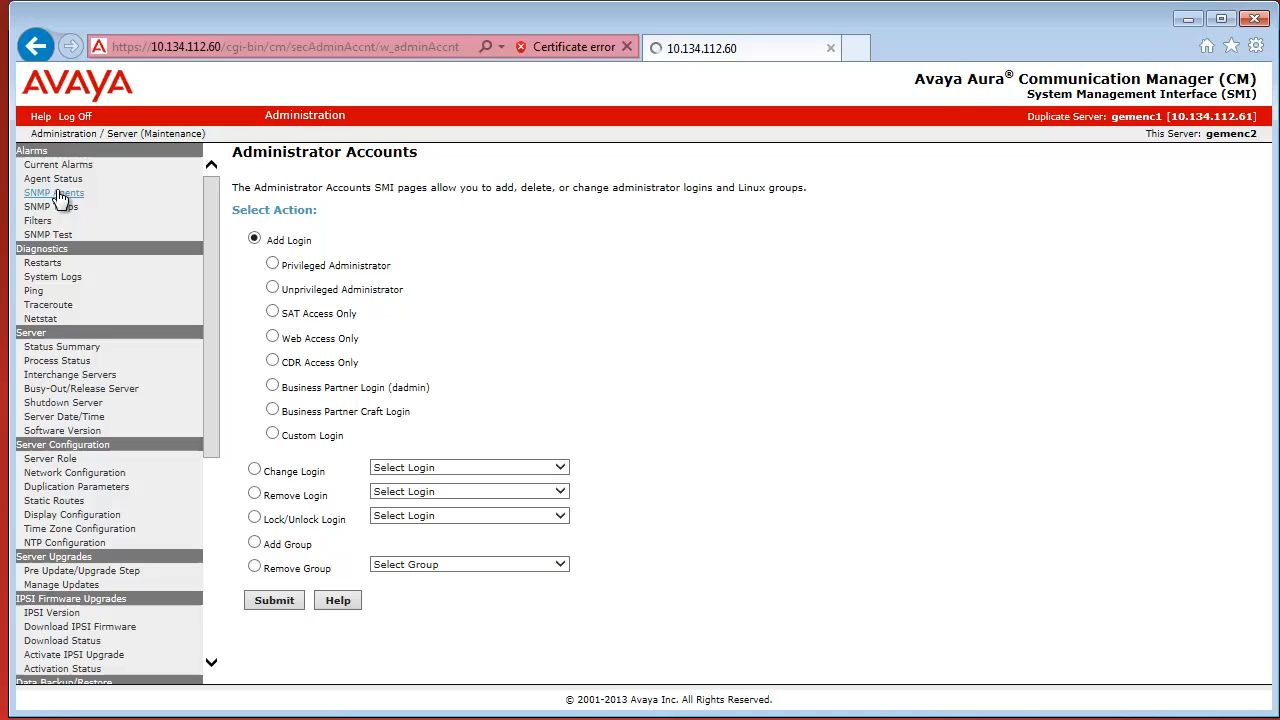 https://10.134.112.60/cgi-bin/cm/secAdminAccnt/w_adminAccnt
Certificate error
10.134.112.60
AVAYA
Avaya Aura® Communication Manager (CM)
System Management Interface (SMI)
Help Log Off
Administration
Duplicate Server: gemenc1 [10.134.112.61]
Administration / Server (Maintenance)
This Server: gemenc2
Alarms
Current Alarms
Agent Status
SNMP Agents
SNMP
Filters
SNMP Test
Diagnostics
Restarts
System Logs
Ping
Traceroute
Netstat
Server
Status Summary
Process Status
Interchange Servers
Busy-Out/Release Server
Shutdown Server
Server Date/Time
Software Version
Server Configuration
Server Role
Network Configuration
Duplication Parameters
Static Routes
Display Configuration
Time Zone Configuration
NTP Configuration
Server Upgrades
Pre Update/Upgrade Step
Manage Updates
IPSI Firmware Upgrades
IPSI Version
Download IPSI Firmware
Download Status
Activate IPSI Upgrade
Activation Status
Data Backup/Restore
Administrator Accounts
The Administrator Accounts SMI pages allow you to add, delete, or change administrator logins and Linux groups.
Select Action:
Add Login
Privileged Administrator
Unprivileged Administrator
SAT Access Only
Web Access Only
CDR Access Only
Business Partner Login (dadmin)
Business Partner Craft Login
Custom Login
Change Login Select Login
Remove Login Select Login
Lock/Unlock Login Select Login
Add Group
Remove Group Select Group
Submit Help
© 2001-2013 Avaya Inc. All Rights Reserved.